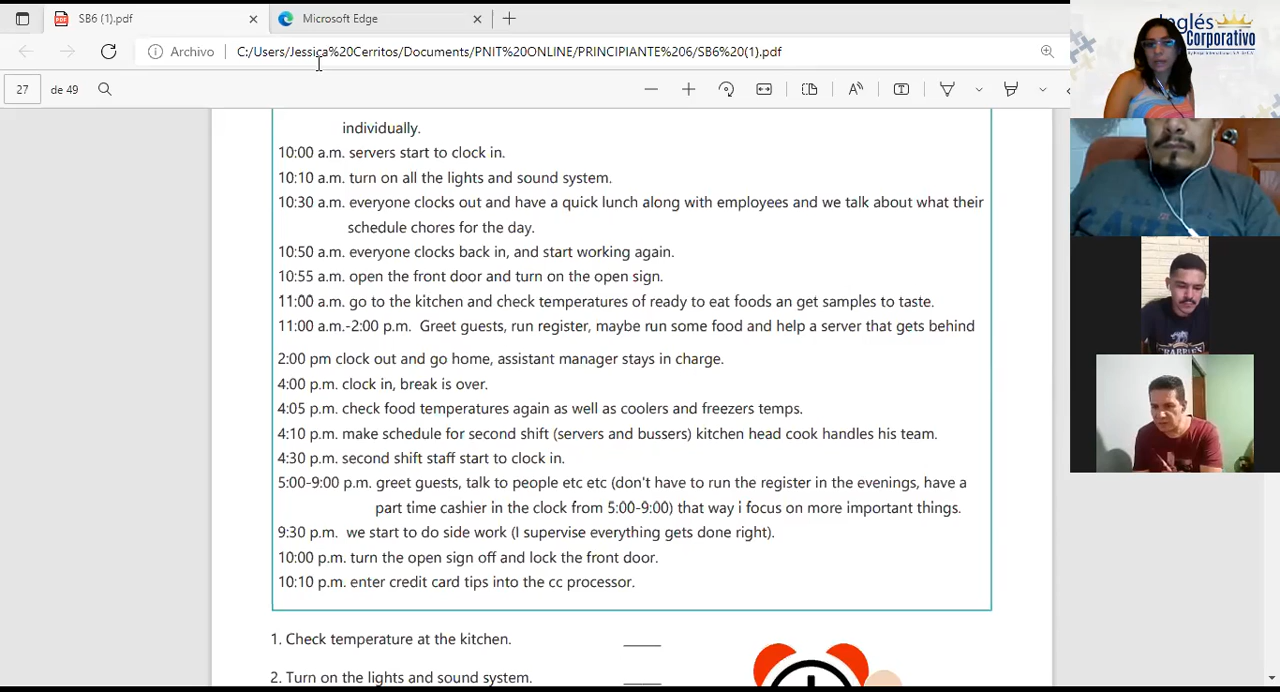 SB6 (1).pdf
Microsoft Edge
Archivo C:/Users/Jessica%20Cerritos/Documents/PNIT%20ONLINE/PRINCIPIANTE%206/SB6%20(1).pdf
27 de 49
individually.
10:00 a.m. servers start to clock in.
10:10 a.m. turn on all the lights and sound system.
10:30 a.m. everyone clocks out and have a quick lunch along with employees and we talk about what their
schedule chores for the day.
10:50 a.m. everyone clocks back in, and start working again.
10:55 a.m. open the front door and turn on the open sign.
11:00 a.m. go to the kitchen and check temperatures of ready to eat foods an get samples to taste.
11:00 a.m.-2:00 p.m. Greet guests, run register, maybe run some food and help a server that gets behind
2:00 pm clock out and go home, assistant manager stays in charge.
4:00 p.m. clock in, break is over.
4:05 p.m. check food temperatures again as well as coolers and freezers temps.
4:10 p.m. make schedule for second shift (servers and bussers) kitchen head cook handles his team.
4:30 p.m. second shift staff start to clock in.
5:00-9:00 p.m. greet guests, talk to people etc etc (don't have to run the register in the evenings, have a
part time cashier in the clock from 5:00-9:00) that way i focus on more important things.
9:30 p.m. we start to do side work (I supervise everything gets done right).
10:00 p.m. turn the open sign off and lock the front door.
10:10 p.m. enter credit card tips into the cc processor.
1. Check temperature at the kitchen. _____
2. Turn on the lights and sound system. _____
Inglés
Corporativo